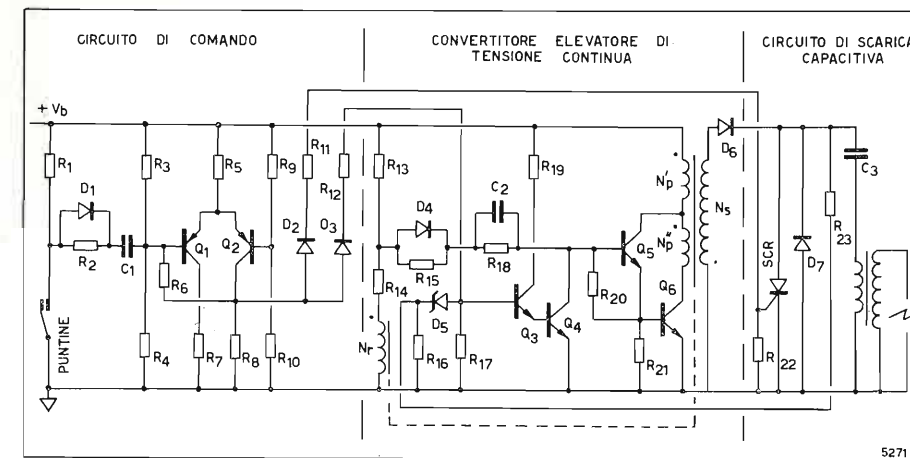 CIRCUITO DI COMANDO
CONVERTITORE ELEVATORE DI
TENSIONE CONTINUA
CIRCUITO DI SCARICA
CAPACITIVA
+ Vb
R1
R3
R5
R9
R11
R12
R13
R19
D1
R2
C1
Q1
Q2
R6
D2
D3
D4
R15
C2
R18
Q5
N'p
N"p
Ns
D6
C3
R23
D7
SCR
R14
D5
Q3
Q4
R20
Q6
PUNTINE
R4
R7
R8
R10
Nr
R16
R17
R21
R22
5271